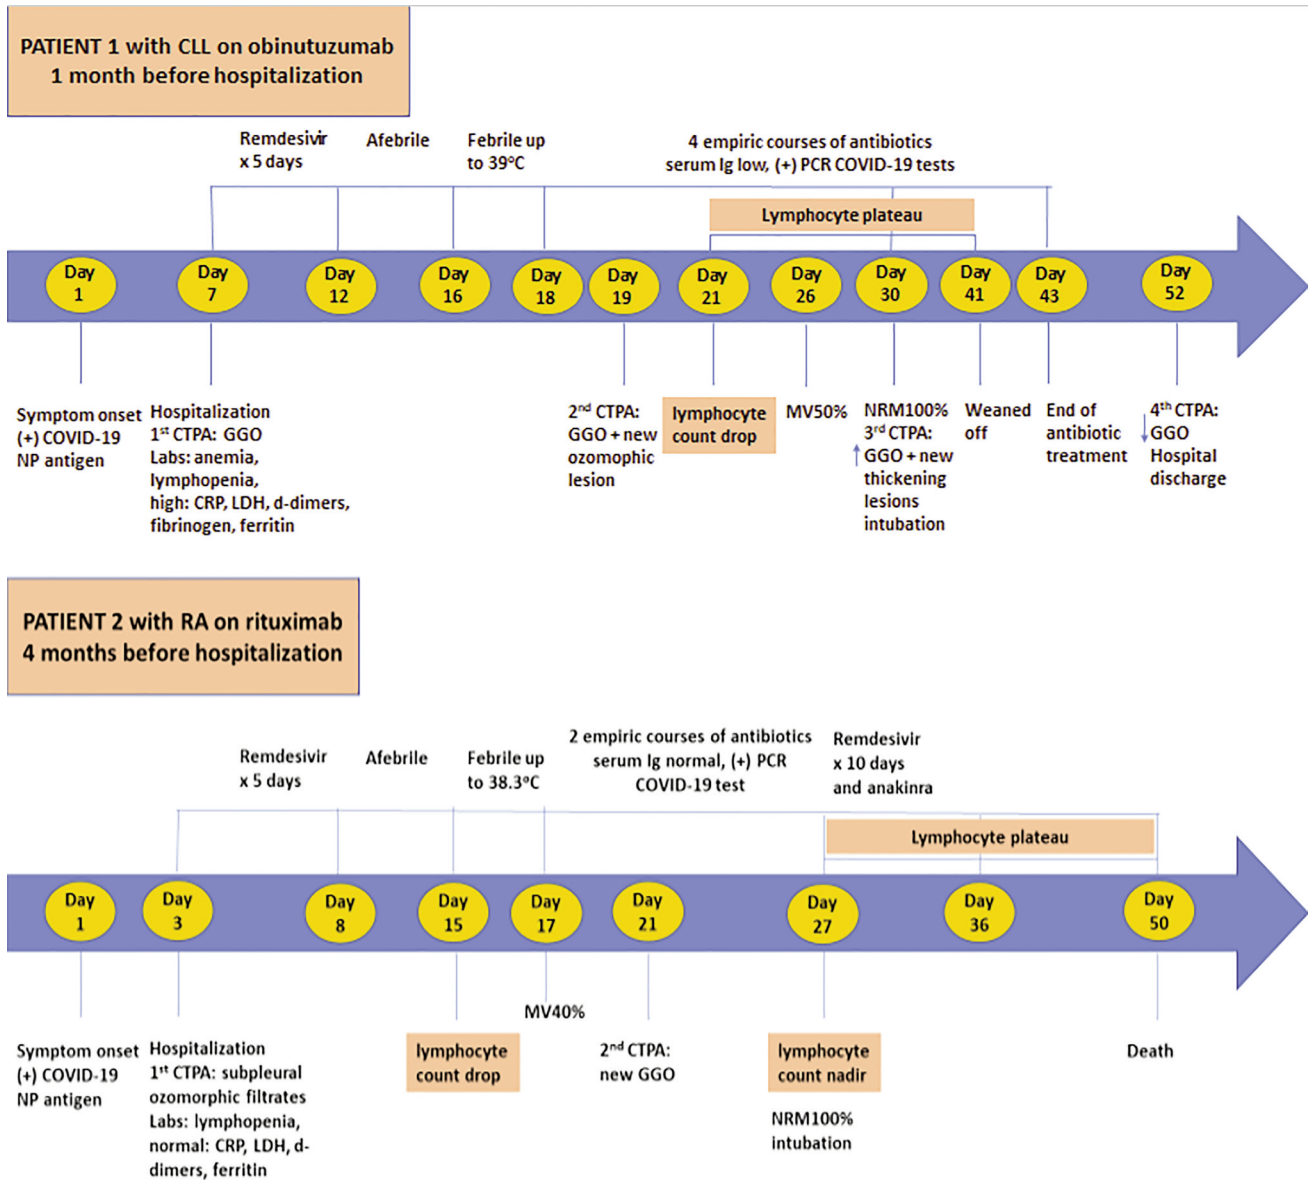 PATIENT 1 with CLL on obinutuzumab
1 month before hospitalization
Remdesivir
x 5 days
Afebrile
Febrile up
to 39°C
4 empiric courses of antibiotics
serum Ig low, (+) PCR COVID-19 tests
Lymphocyte plateau
Day
1
Day
7
Day
12
Day
16
Day
18
Day
19
Day
21
Day
26
Day
30
Day
41
Day
43
Day
52
Symptom onset
(+) COVID-19
NP antigen
Hospitalization
1st CTPA: GGO
Labs: anemia,
lymphopenia,
high: CRP, LDH, d-dimers,
fibrinogen, ferritin
2nd CTPA:
GGO + new
ozomophic
lesion
lymphocyte
count drop
MV50%
NRM100%
3rd CTPA:
↑ GGO + new
thickening
lesions
intubation
Weaned
off
End of
antibiotic
treatment
4th CTPA:
↓ GGO
Hospital
discharge
PATIENT 2 with RA on rituximab
4 months before hospitalization
Remdesivir
x 5 days
Afebrile
Febrile up
to 38.3°C
2 empiric courses of antibiotics
serum Ig normal, (+) PCR
COVID-19 test
Remdesivir
x 10 days
and anakinra
Lymphocyte plateau
Day
1
Day
3
Day
8
Day
15
Day
17
Day
21
Day
27
Day
36
Day
50
Symptom onset
(+) COVID-19
NP antigen
Hospitalization
1st CTPA: subpleural
ozomorphic filtrates
Labs: lymphopenia,
normal: CRP, LDH, d-
dimers, ferritin
lymphocyte
count drop
MV40%
2nd CTPA:
new GGO
lymphocyte
count nadir
NRM100%
intubation
Death